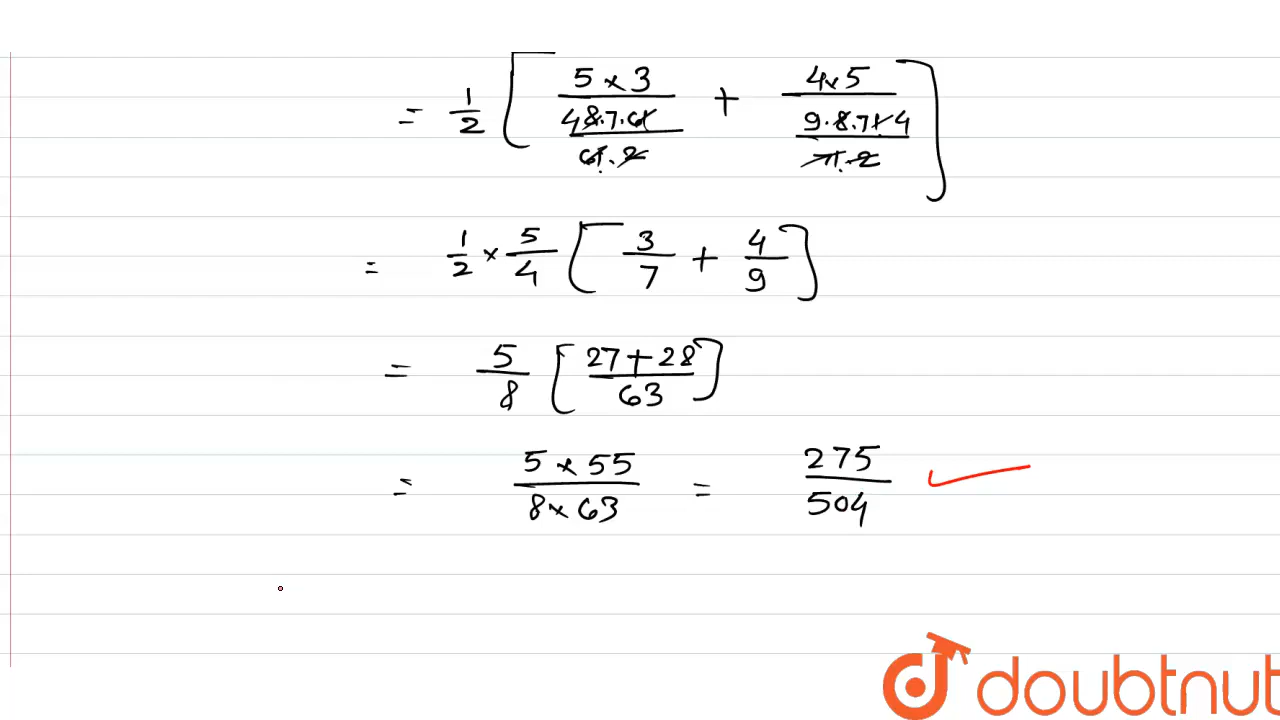 = 1/2 [ (5 × 3)/((4 8.7.6!)/(6!.2)) + (4×5)/((9.8.7! 4)/(7!.2)) ]
= 1/2 × 5/4 [ 3/7 + 4/9 ]
= 5/8 [ (27+28)/63 ]
= (5 × 55)/(8 × 63) = 275/504
doubtnut